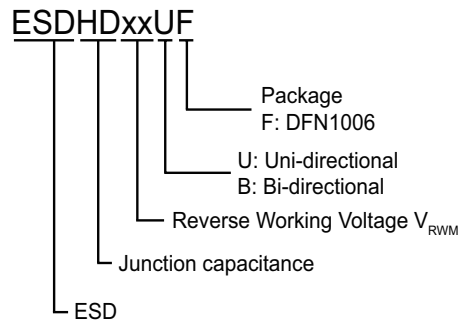 ESDHDxxUF
Package
F: DFN1006
U: Uni-directional
B: Bi-directional
Reverse Working Voltage VRWM
Junction capacitance
ESD